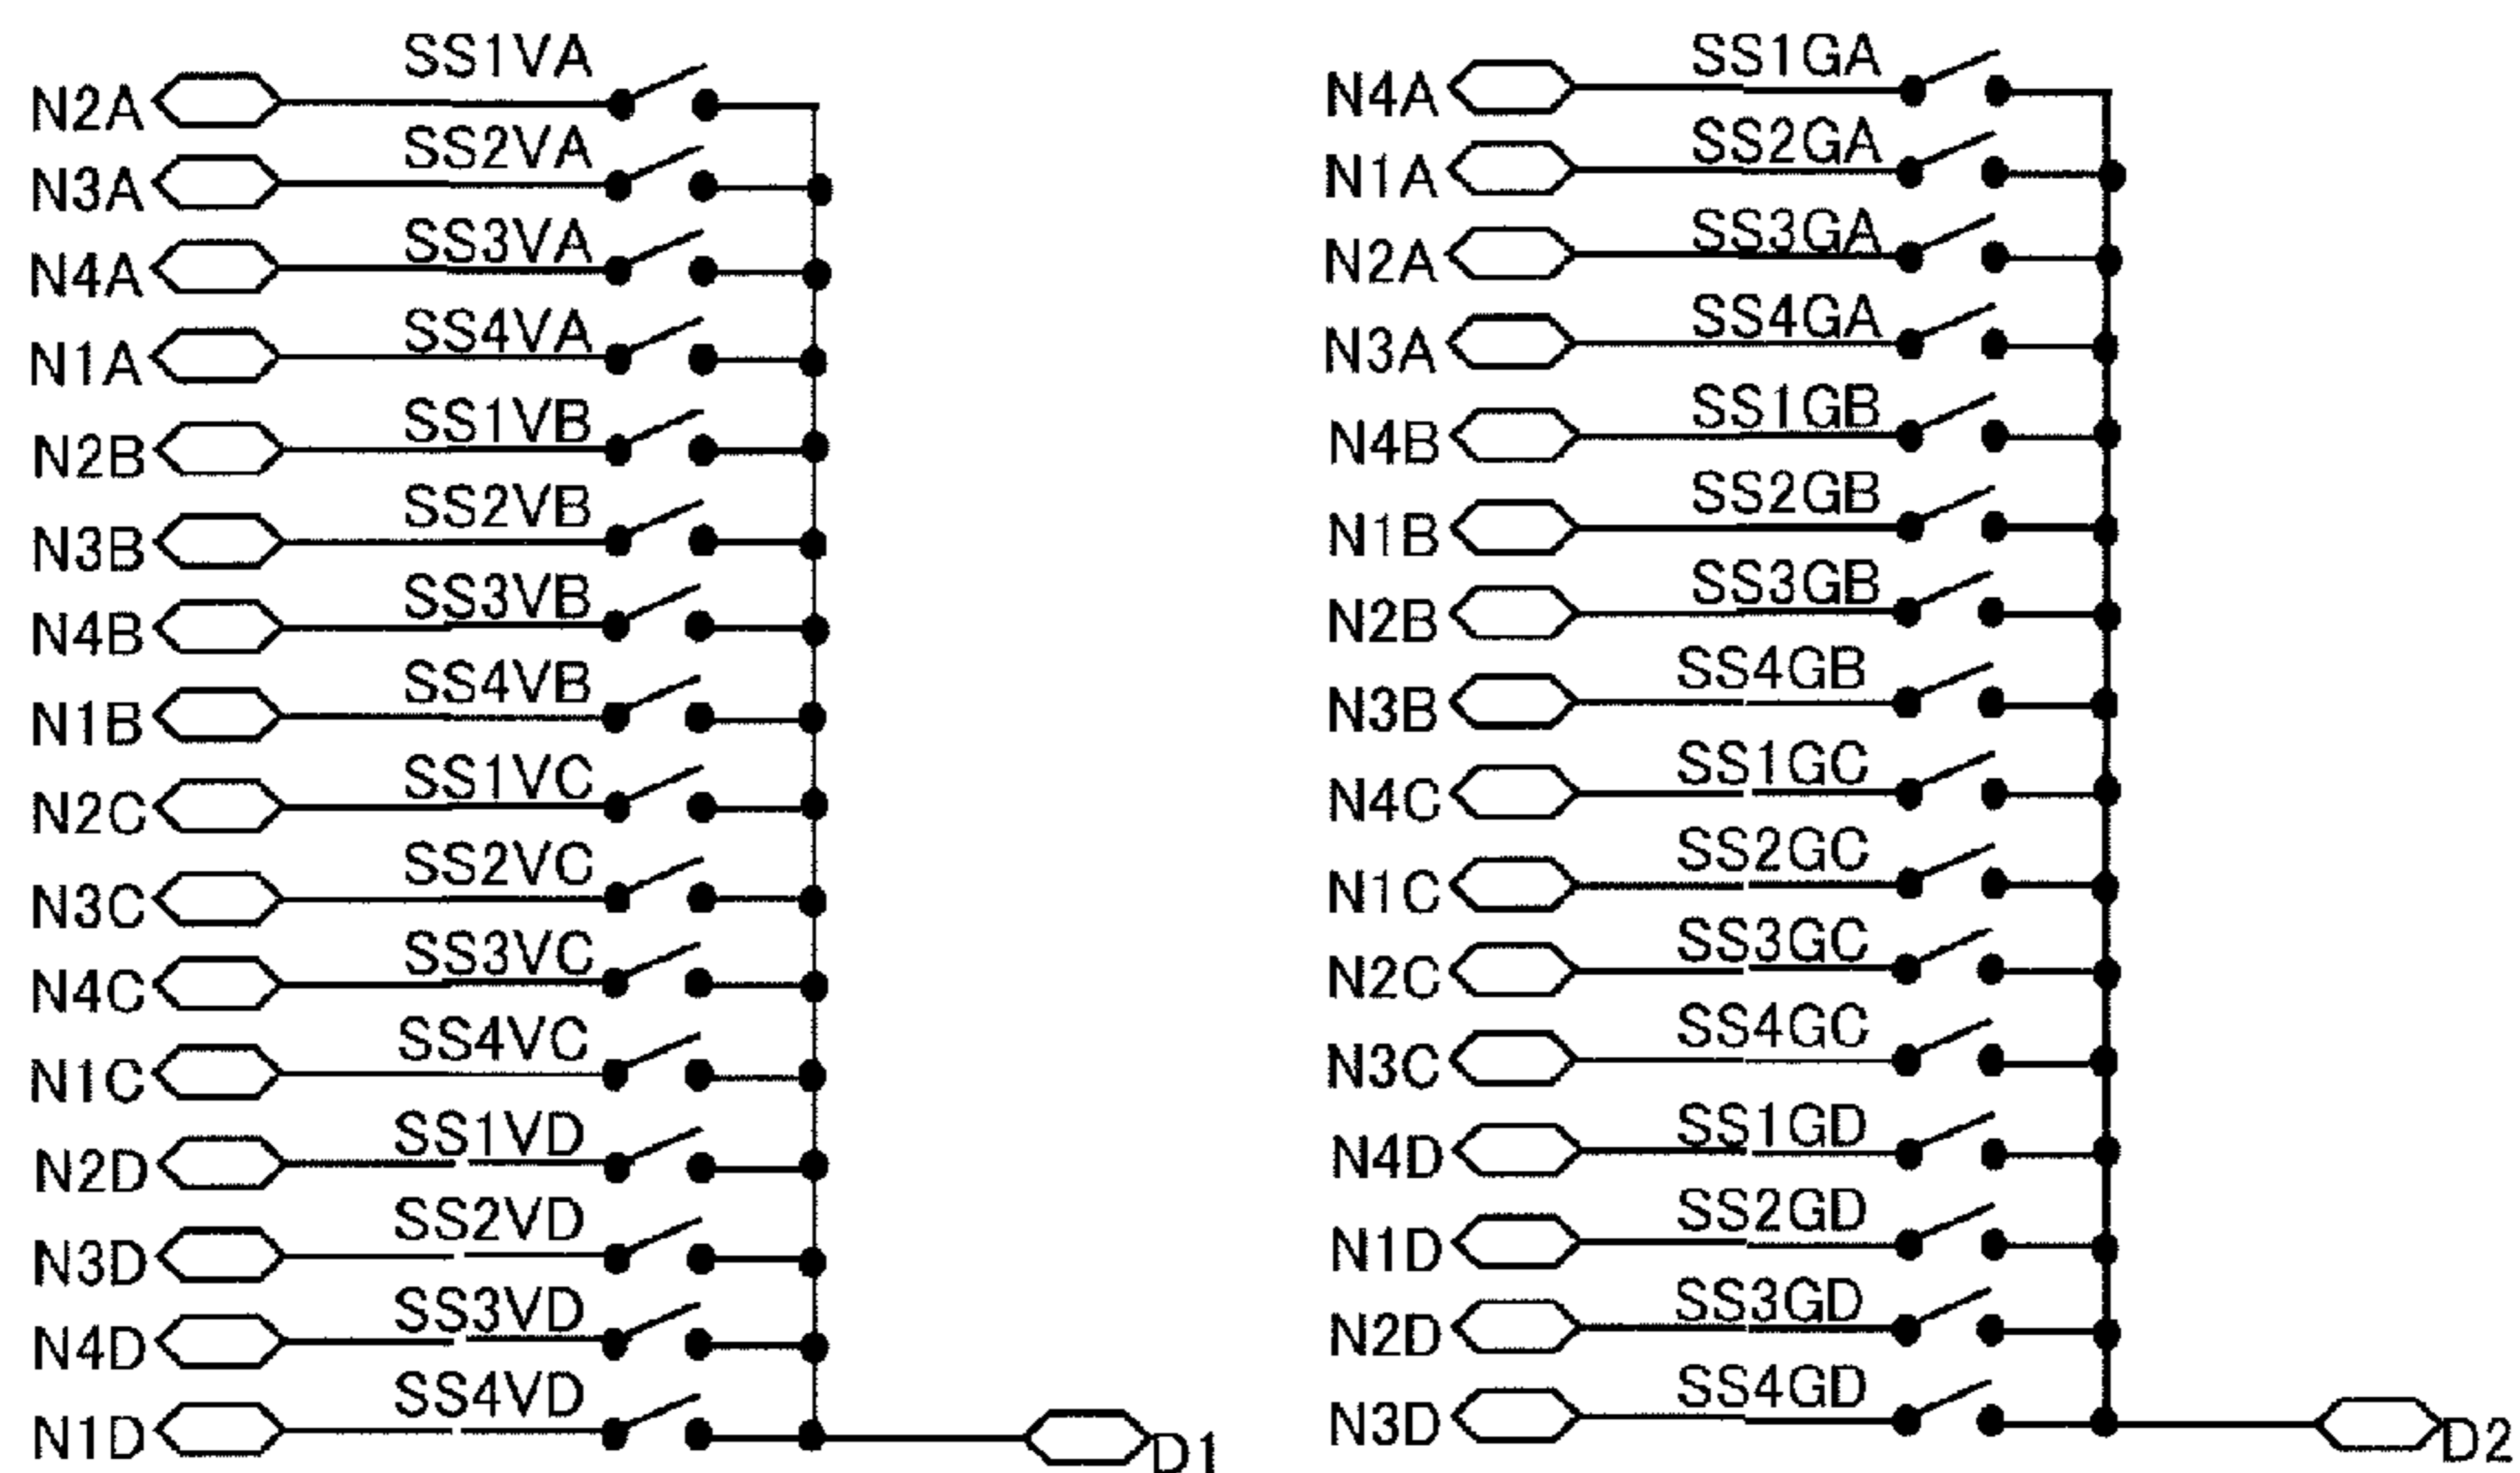 SS1VA
N2A
SS2VA
N3A
SS3VA
N4A
SS4VA
N1A
SS1VB
N2B
SS2VB
N3B
SS3VB
N4B
SS4VB
N1B
SS1VC
N2C
SS2VC
N3C
SS3VC
N4C
SS4VC
N1C
SS1VD
N2D
SS2VD
N3D
SS3VD
N4D
SS4VD
N1D
D1
SS1GA
N4A
SS2GA
N1A
SS3GA
N2A
SS4GA
N3A
SS1GB
N4B
SS2GB
N1B
SS3GB
N2B
SS4GB
N3B
SS1GC
N4C
SS2GC
N1C
SS3GC
N2C
SS4GC
N3C
SS1GD
N4D
SS2GD
N1D
SS3GD
N2D
SS4GD
N3D
D2